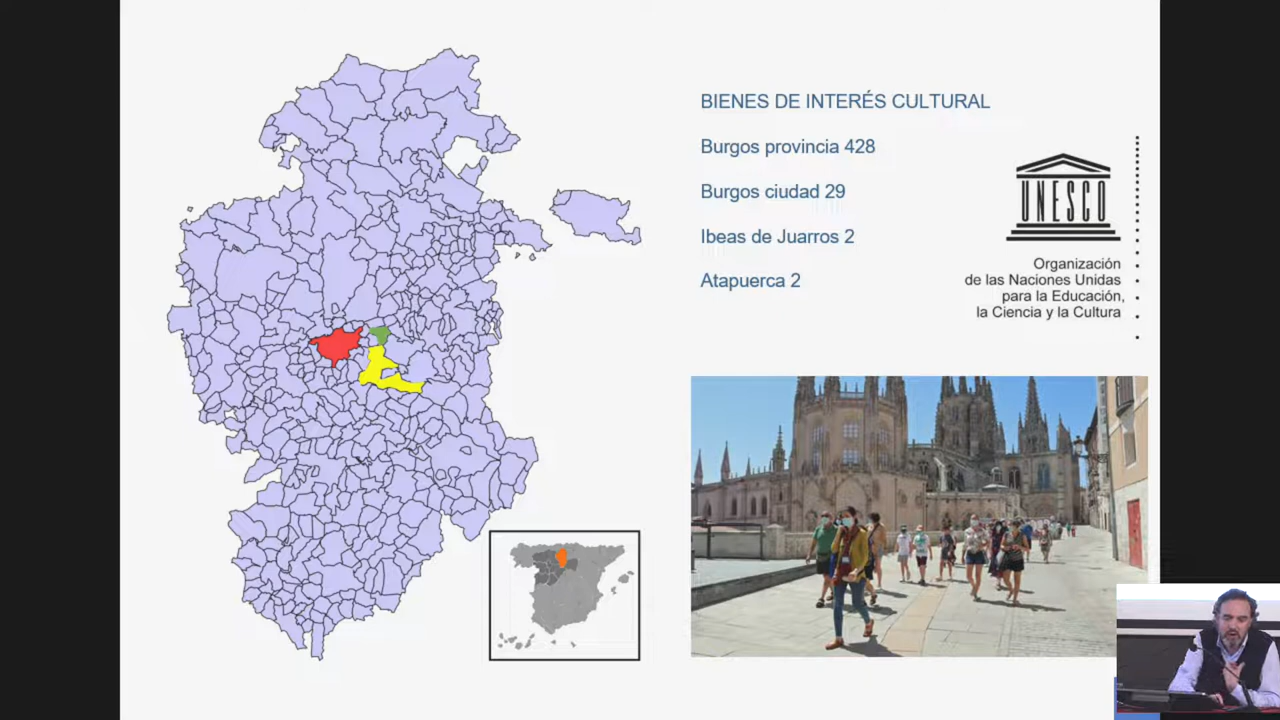 BIENES DE INTERÉS CULTURAL
Burgos provincia 428
Burgos ciudad 29
Ibeas de Juarros 2
Atapuerca 2
UNESCO
Organización
de las Naciones Unidas
para la Educación,
la Ciencia y la Cultura